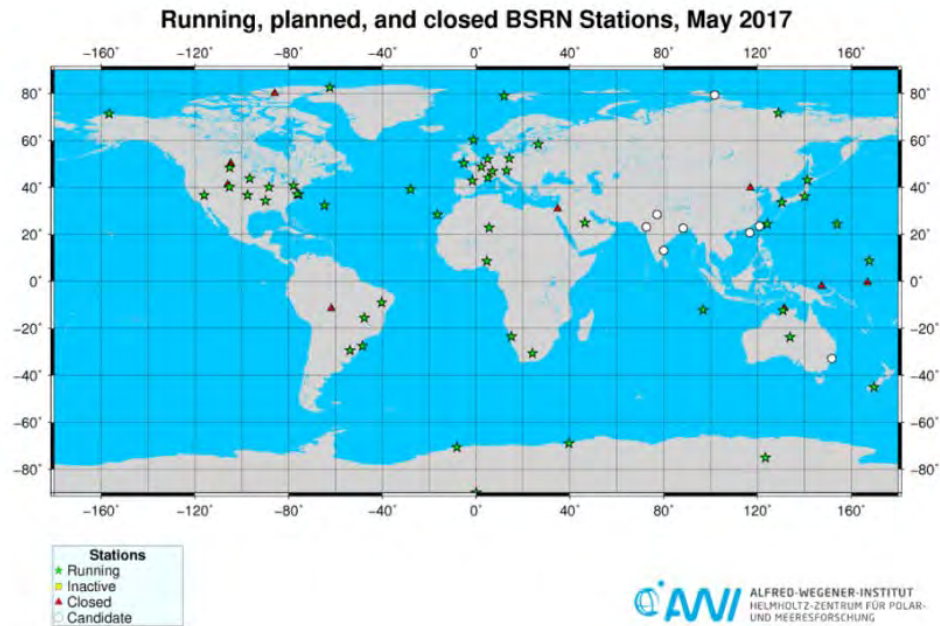 Running, planned, and closed BSRN Stations, May 2017
−160˚ −120˚ −80˚ −40˚ 0˚ 40˚ 80˚ 120˚ 160˚
80˚ 80˚
60˚ 60˚
40˚ 40˚
20˚ 20˚
0˚ 0˚
−20˚ −20˚
−40˚ −40˚
−60˚ −60˚
−80˚ −80˚
−160˚ −120˚ −80˚ −40˚ 0˚ 40˚ 80˚ 120˚ 160˚
Stations
Running
Inactive
Closed
Candidate
AWI
ALFRED-WEGENER-INSTITUT
HELMHOLTZ-ZENTRUM FÜR POLAR-
UND MEERESFORSCHUNG